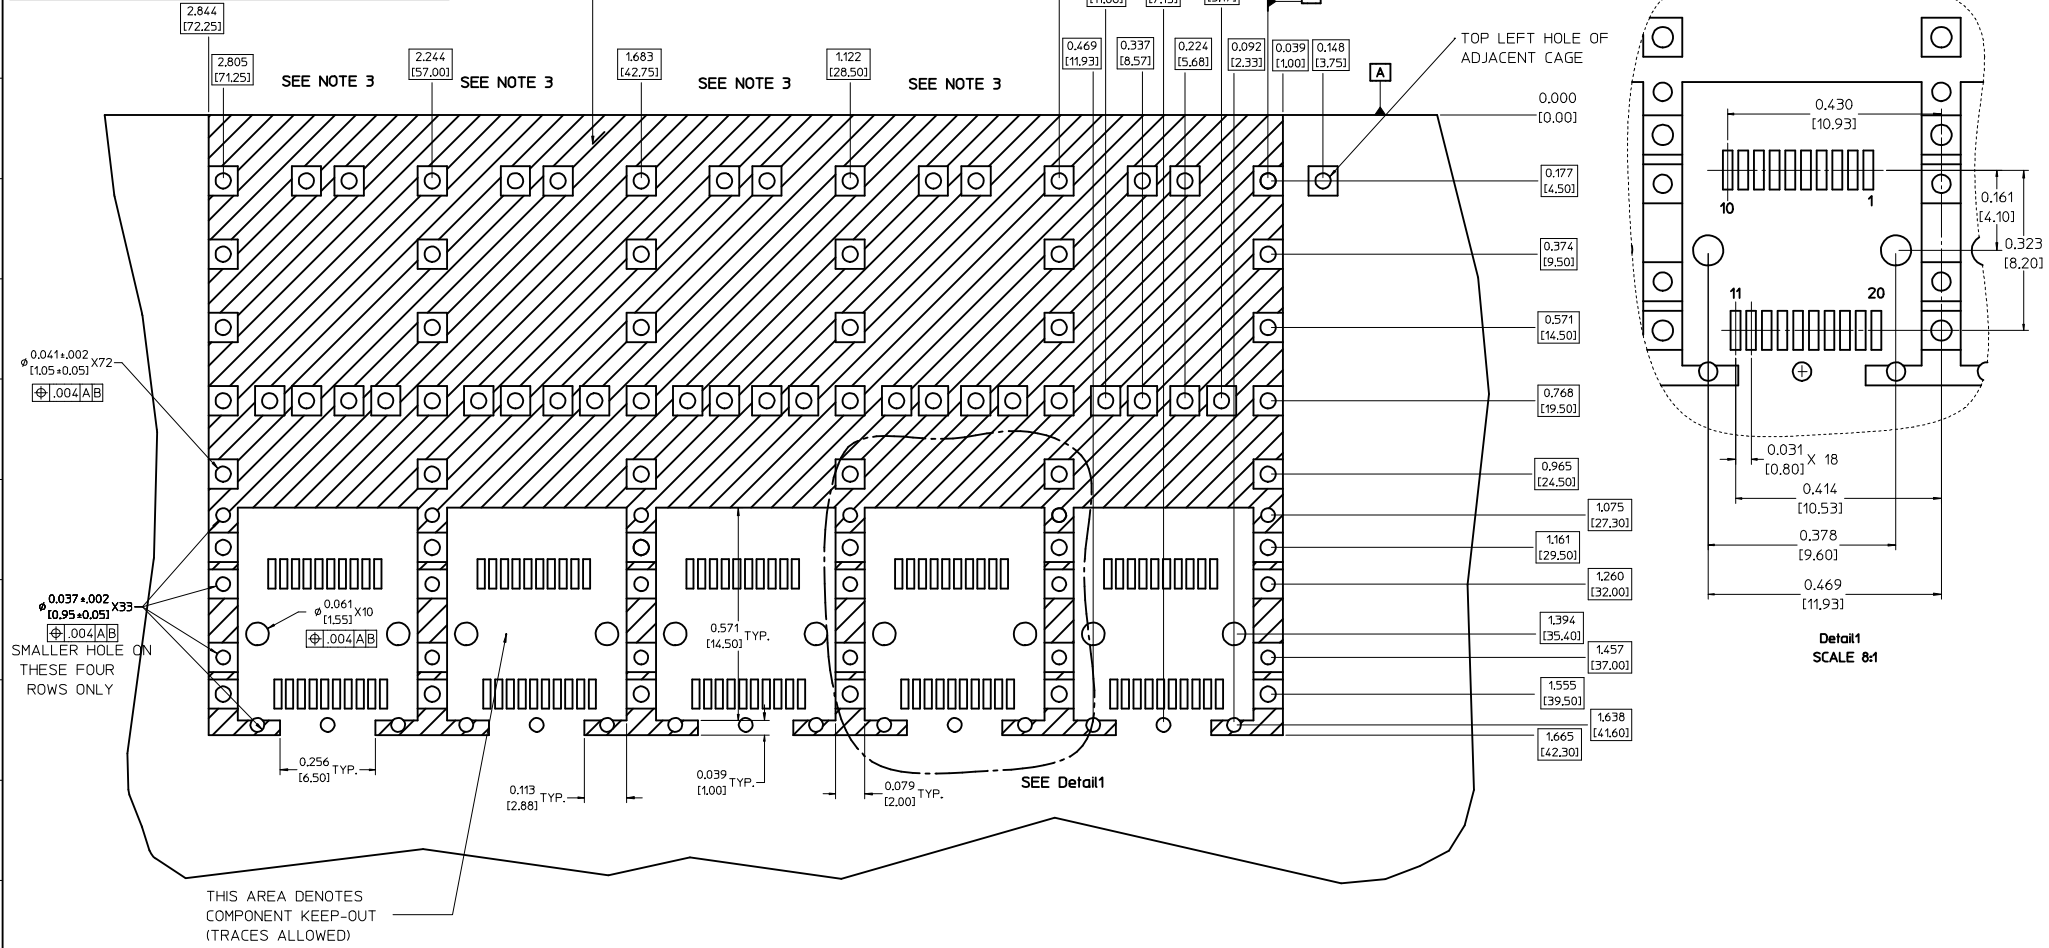 2.844
[72.25]
2.805
[71.25]
SEE NOTE 3
2.244
[57.00]
SEE NOTE 3
1.683
[42.75]
SEE NOTE 3
1.122
[28.50]
SEE NOTE 3
0.469
[11.93]
0.337
[8.57]
0.224
[5.68]
0.092
[2.33]
0.039
[1.00]
0.148
[3.75]
TOP LEFT HOLE OF
ADJACENT CAGE
A
0.000
[0.00]
0.177
[4.50]
0.374
[9.50]
0.571
[14.50]
0.768
[19.50]
0.965
[24.50]
1.075
[27.30]
1.161
[29.50]
1.260
[32.00]
1.394
[35.40]
1.457
[37.00]
1.555
[39.50]
1.638
[41.60]
1.665
[42.30]
ø 0.041±.002 X72
[1.05±0.05]
⌖ .004 A B
ø 0.037±.002 X33
[0.95±0.05]
⌖ .004 A B
SMALLER HOLE ON
THESE FOUR
ROWS ONLY
ø 0.061 X10
[1.55]
⌖ .004 A B
0.571 TYP.
[14.50]
0.256 TYP.
[6.50]
0.113 TYP.
[2.88]
0.039 TYP.
[1.00]
0.079 TYP.
[2.00]
SEE Detail1
THIS AREA DENOTES
COMPONENT KEEP-OUT
(TRACES ALLOWED)
0.430
[10.93]
10
1
0.161
[4.10]
0.323
[8.20]
11
20
0.031 X 18
[0.80]
0.414
[10.53]
0.378
[9.60]
0.469
[11.93]
Detail1
SCALE 8:1